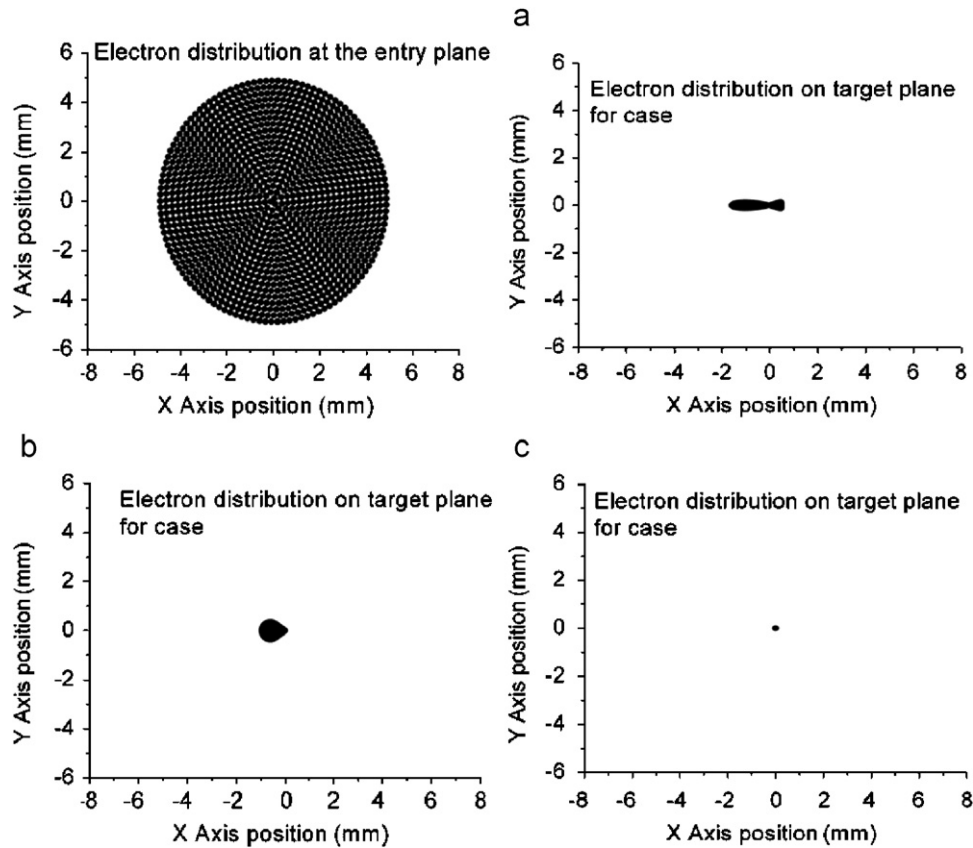 Electron distribution at the entry plane
6
4
2
0
-2
-4
-6
Y Axis position (mm)
-8 -6 -4 -2 0 2 4 6 8
X Axis position (mm)
a
Electron distribution on target plane
for case
6
4
2
0
-2
-4
-6
Y Axis position (mm)
-8 -6 -4 -2 0 2 4 6 8
X Axis position (mm)
b
Electron distribution on target plane
for case
6
4
2
0
-2
-4
-6
Y Axis position (mm)
-8 -6 -4 -2 0 2 4 6 8
X Axis position (mm)
c
Electron distribution on target plane
for case
6
4
2
0
-2
-4
-6
Y Axis position (mm)
-8 -6 -4 -2 0 2 4 6 8
X Axis position (mm)